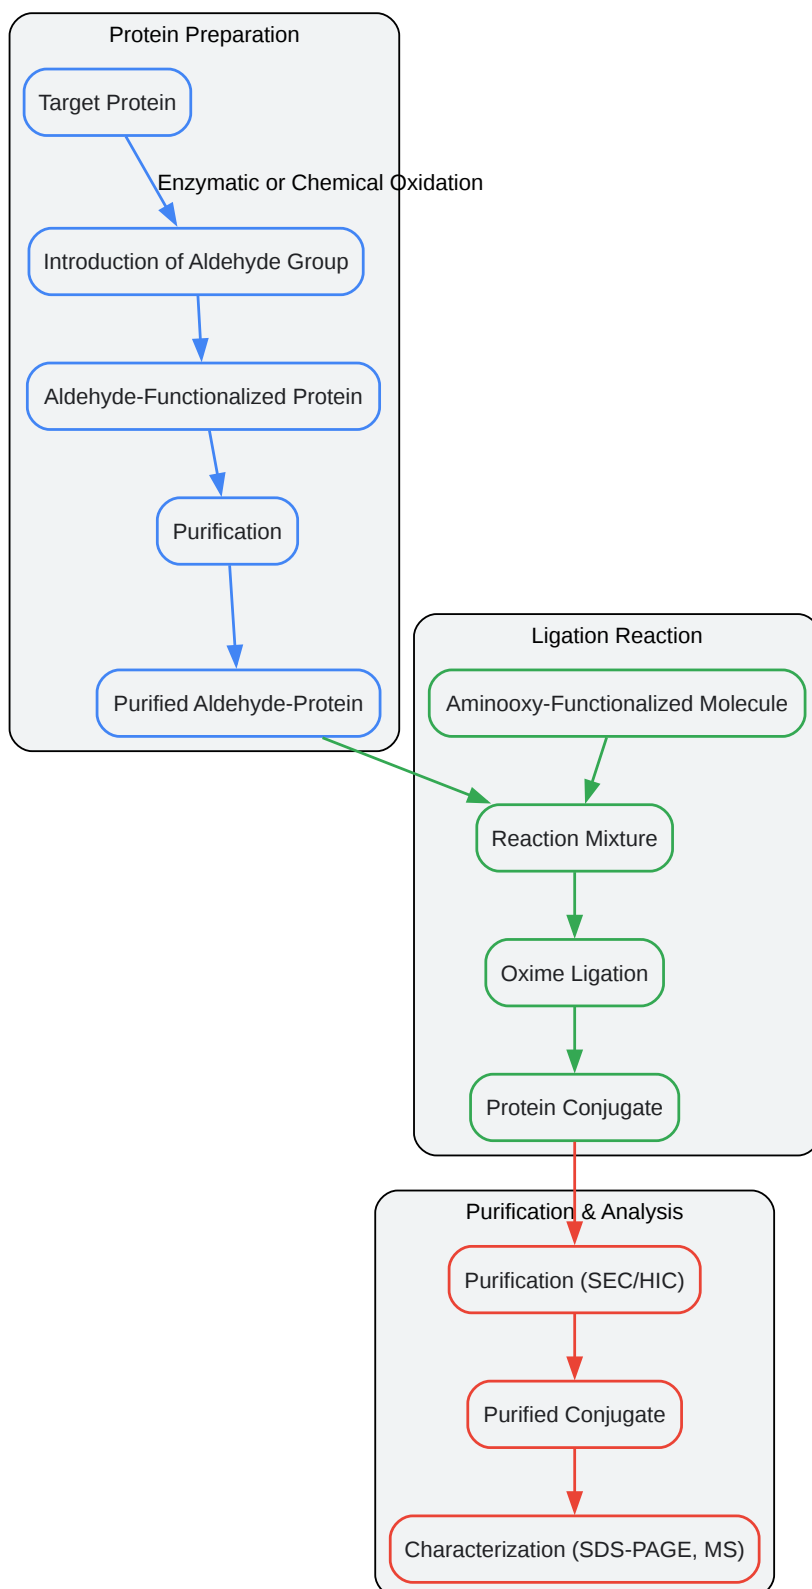 Protein Preparation
Target Protein
Enzymatic or Chemical Oxidation
Introduction of Aldehyde Group
Aldehyde-Functionalized Protein
Purification
Purified Aldehyde-Protein
Ligation Reaction
Aminooxy-Functionalized Molecule
Reaction Mixture
Oxime Ligation
Protein Conjugate
Purification & Analysis
Purification (SEC/HIC)
Purified Conjugate
Characterization (SDS-PAGE, MS)